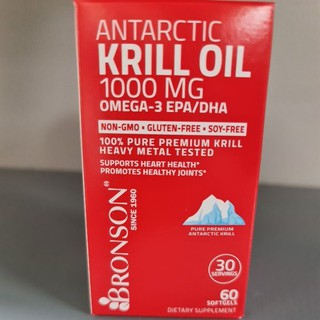 ANTARCTIC
KRILL OIL
1000 MG
OMEGA-3 EPA/DHA
NON-GMO • GLUTEN-FREE • SOY-FREE
100% PURE PREMIUM KRILL
HEAVY METAL TESTED
SUPPORTS HEART HEALTH*
PROMOTES HEALTHY JOINTS*
BRONSON®
SINCE 1960
PURE PREMIUM
ANTARCTIC KRILL
30
SERVINGS
60
SOFTGELS
DIETARY SUPPLEMENT